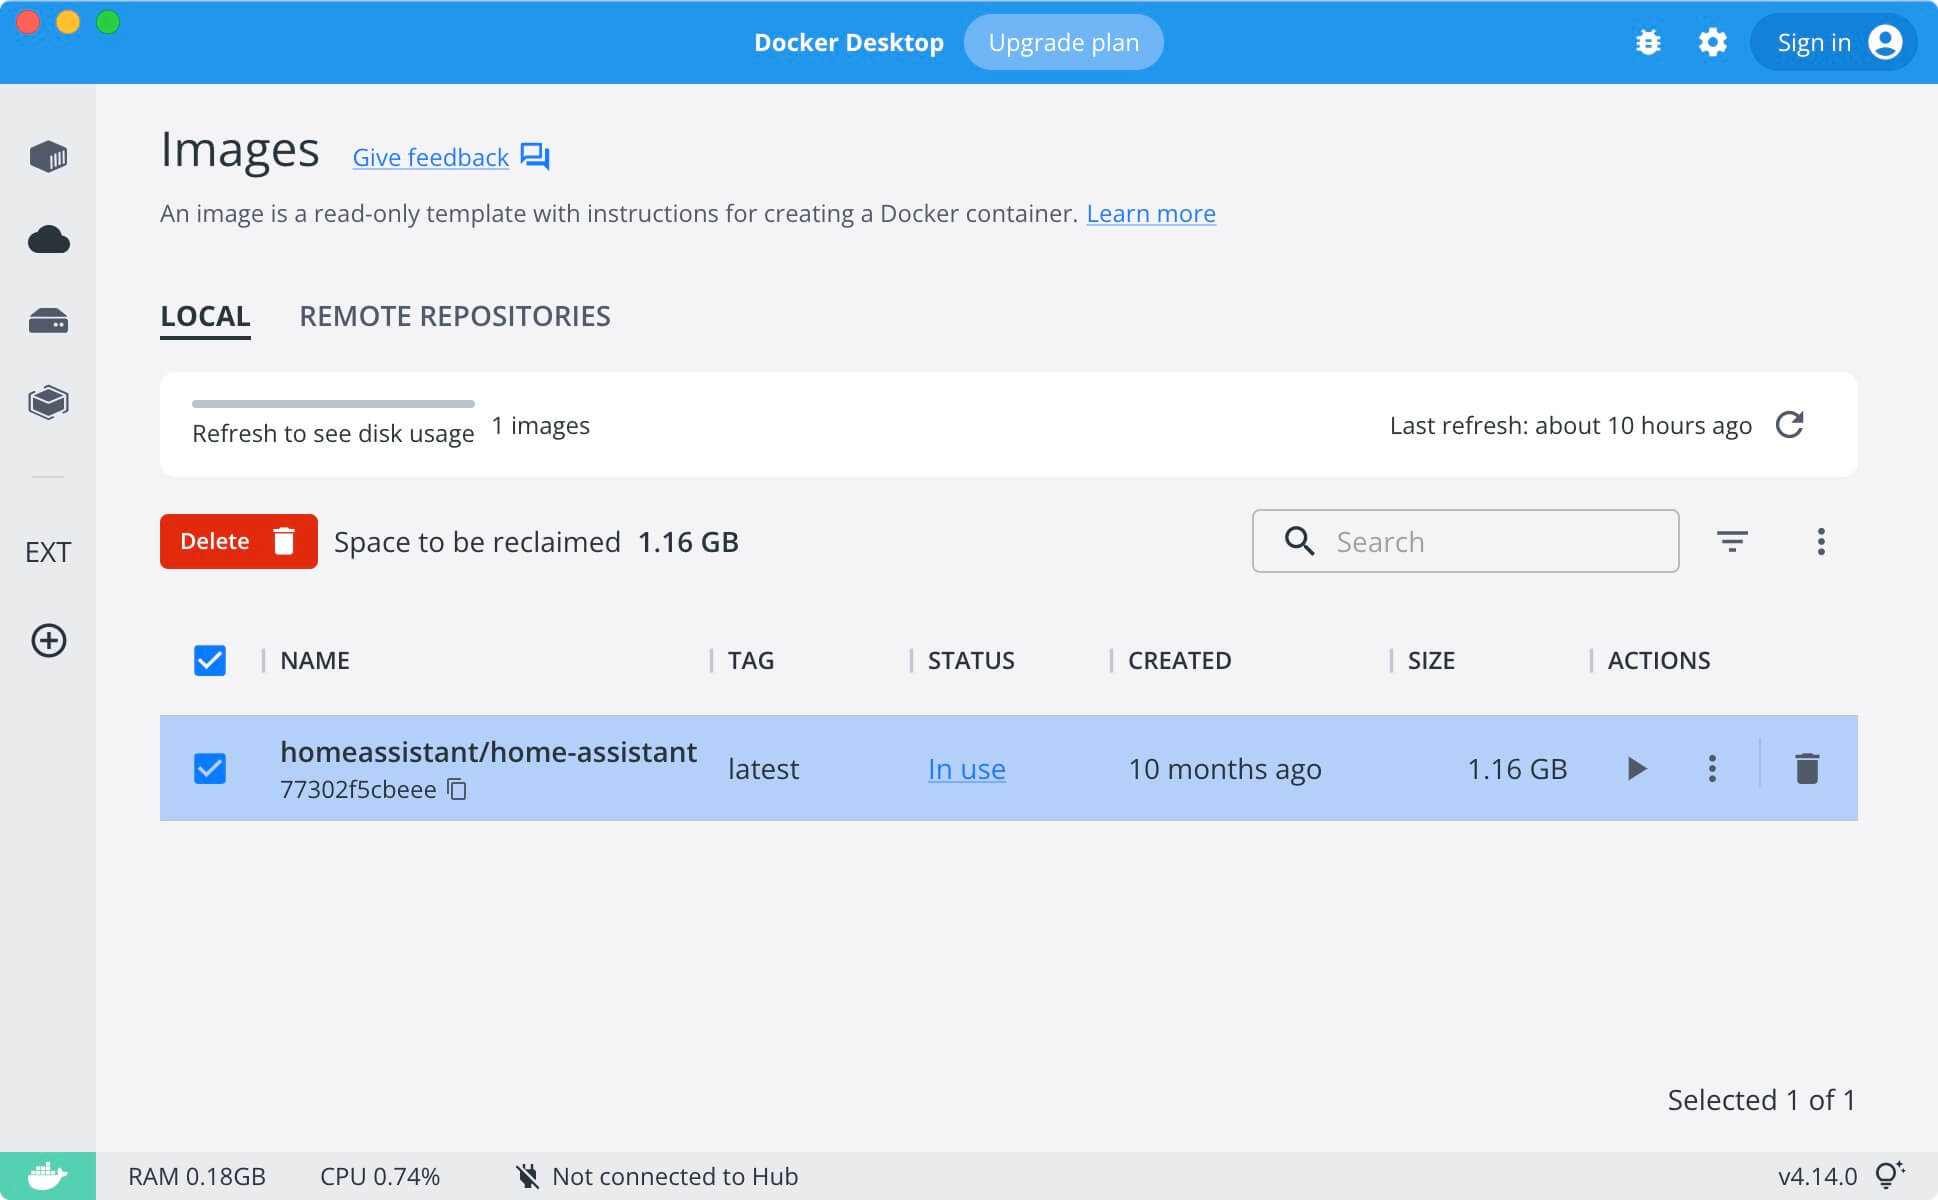 Docker Desktop Upgrade plan Sign in
Images Give feedback
An image is a read-only template with instructions for creating a Docker container. Learn more
LOCAL REMOTE REPOSITORIES
Refresh to see disk usage 1 images Last refresh: about 10 hours ago
Delete Space to be reclaimed 1.16 GB Search
EXT
NAME TAG STATUS CREATED SIZE ACTIONS
homeassistant/home-assistant latest In use 10 months ago 1.16 GB
77302f5cbeee
Selected 1 of 1
RAM 0.18GB CPU 0.74% Not connected to Hub v4.14.0